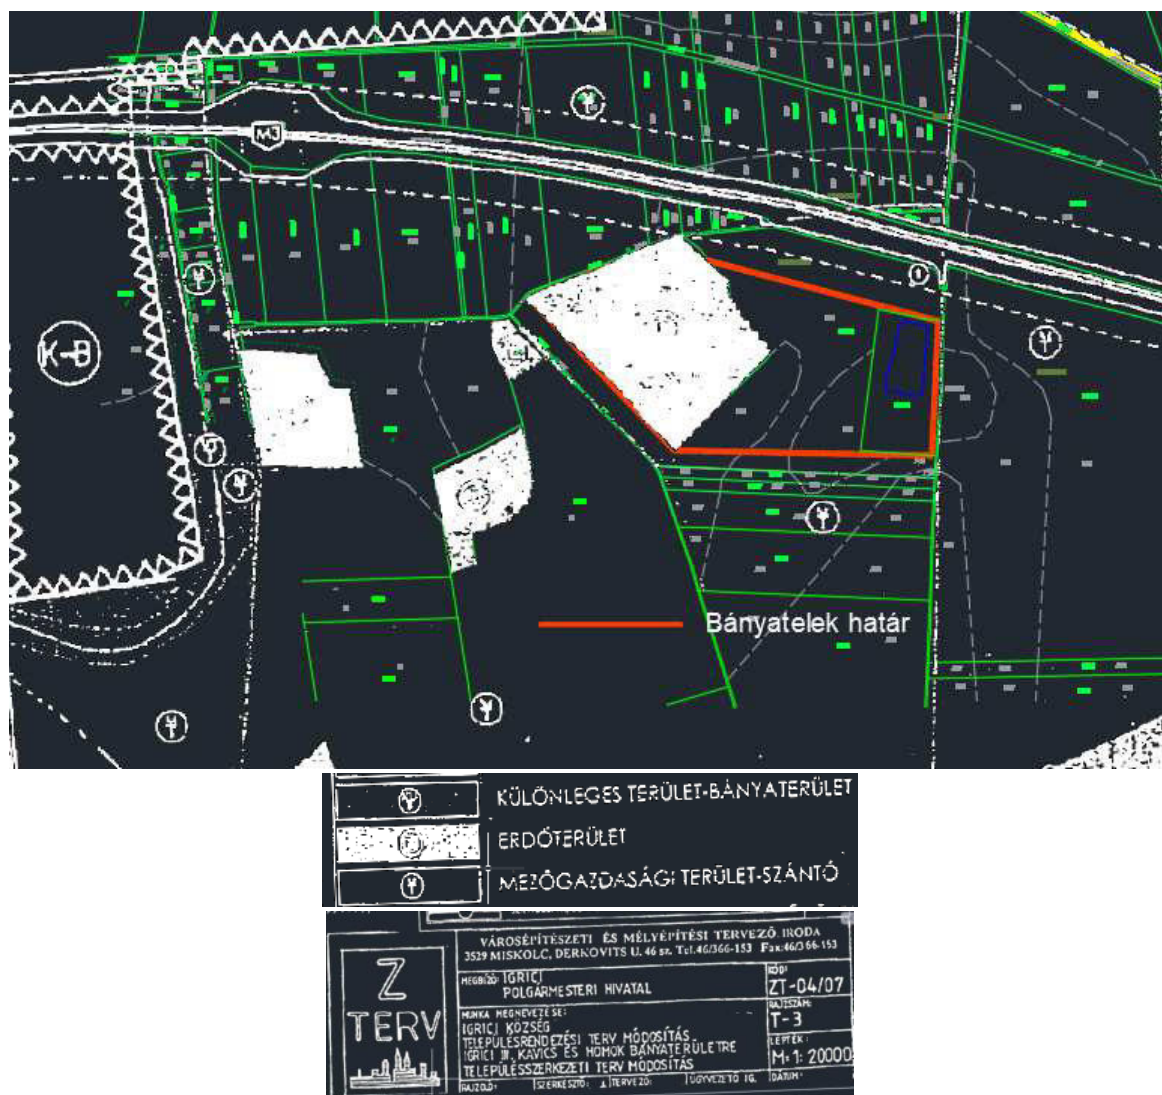 M3
K-B
Bányatelek határ
KÜLÖNLEGES TERÜLET-BÁNYATERÜLET
ERDŐTERÜLET
MEZŐGAZDASÁGI TERÜLET-SZÁNTÓ
Z
TERV
VÁROSÉPÍTÉSZETI ÉS MÉLYÉPÍTÉSI TERVEZŐ IRODA
3529 MISKOLC, DERKOVITS U. 46 sz. Tel.46/366-153 Fax:46/366-153
MEGBÍZÓ: IGRICI
POLGÁRMESTERI HIVATAL
KÓD:
ZT-04/07
MUNKA MEGNEVEZÉSE:
IGRICI KÖZSÉG
TELEPÜLÉSRENDEZÉSI TERV MÓDOSÍTÁS
IGRICI III. KAVICS ÉS HOMOK BÁNYATERÜLETRE
TELEPÜLÉSSZERKEZETI TERV MÓDOSÍTÁS
RAJZSZÁM:
T-3
LÉPTÉK:
M=1: 20000
RAJZOLÓ:
SZERKESZTŐ:
TERVEZŐ:
ÜGYVEZETŐ IG.
DÁTUM: